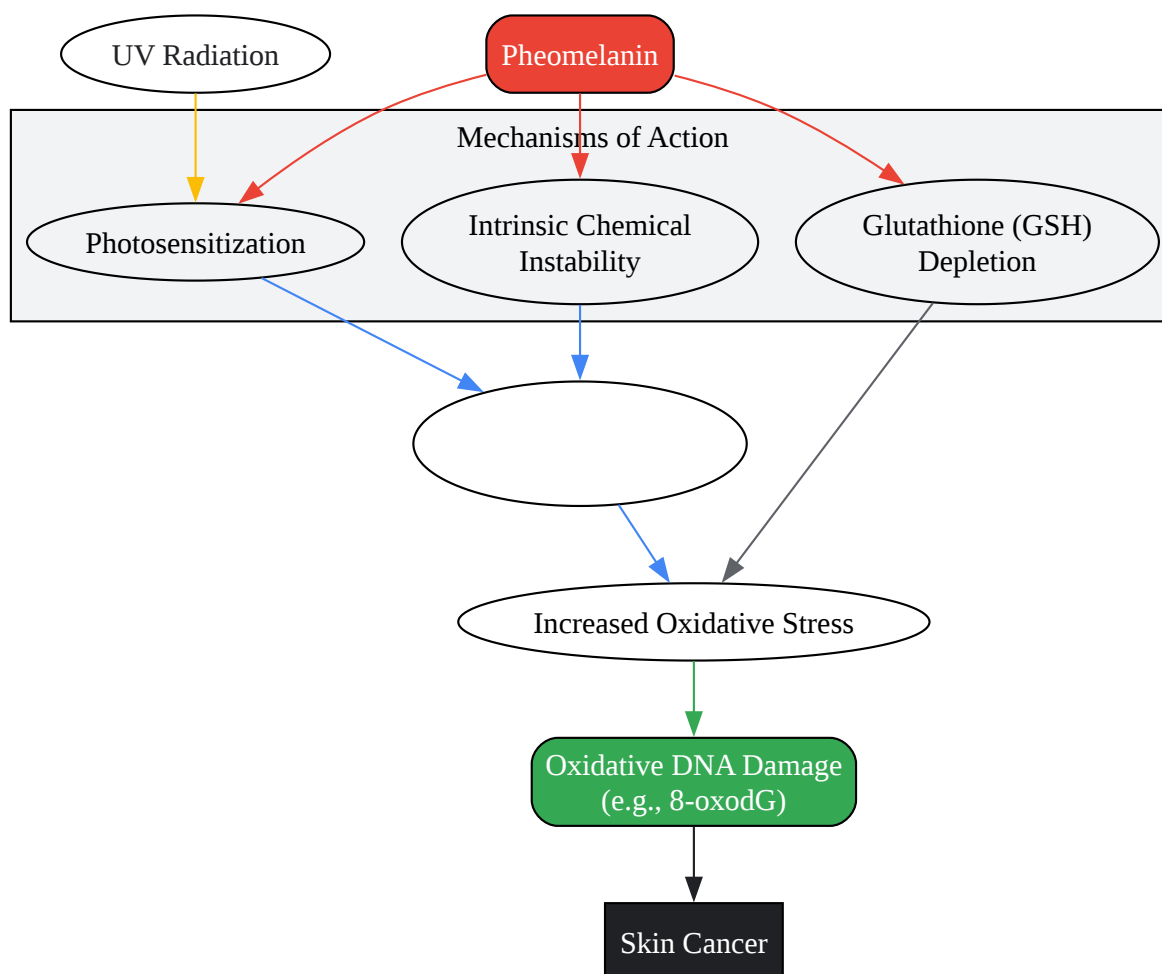 UV Radiation
Pheomelanin
Mechanisms of Action
Photosensitization
Intrinsic Chemical
Instability
Glutathione (GSH)
Depletion
Increased Oxidative Stress
Oxidative DNA Damage
(e.g., 8-oxodG)
Skin Cancer